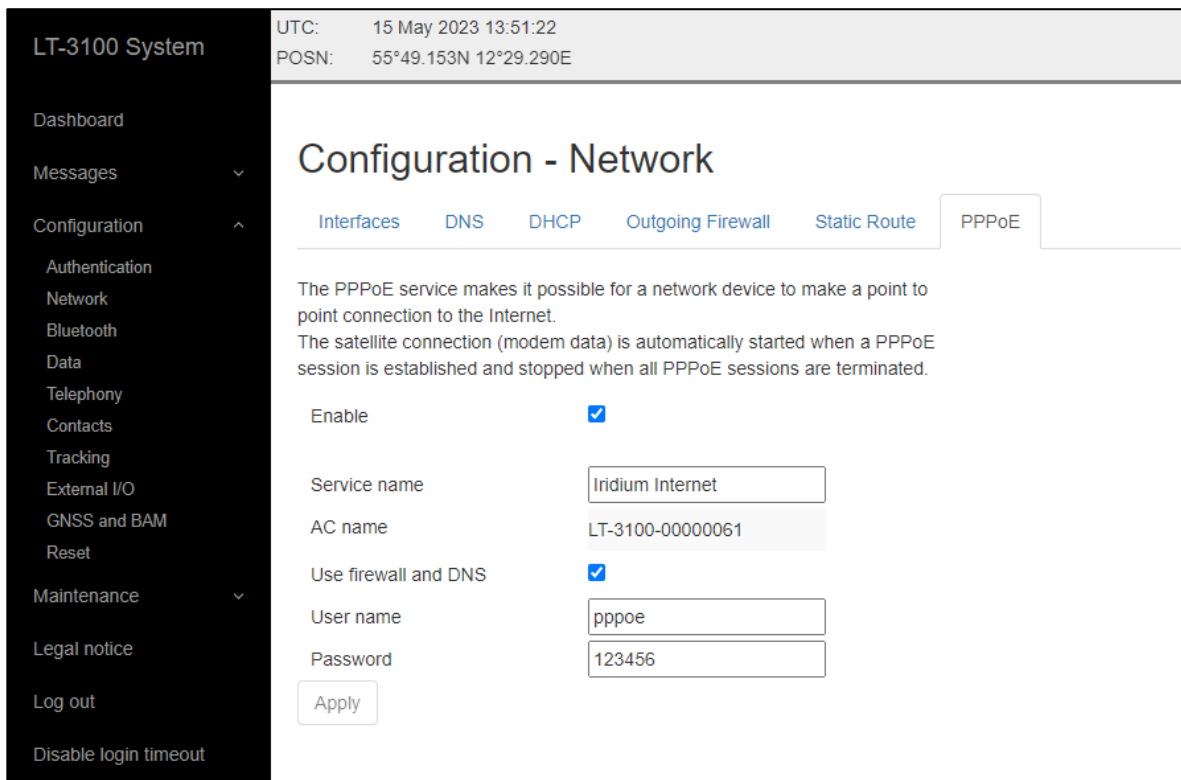 LT-3100 System
Dashboard
Messages
Configuration
Authentication
Network
Bluetooth
Data
Telephony
Contacts
Tracking
External I/O
GNSS and BAM
Reset
Maintenance
Legal notice
Log out
Disable login timeout
UTC: 15 May 2023 13:51:22
POSN: 55°49.153N 12°29.290E
Configuration - Network
Interfaces DNS DHCP Outgoing Firewall Static Route PPPoE
The PPPoE service makes it possible for a network device to make a point to
point connection to the Internet.
The satellite connection (modem data) is automatically started when a PPPoE
session is established and stopped when all PPPoE sessions are terminated.
Enable
Service name Iridium Internet
AC name LT-3100-00000061
Use firewall and DNS
User name pppoe
Password 123456
Apply